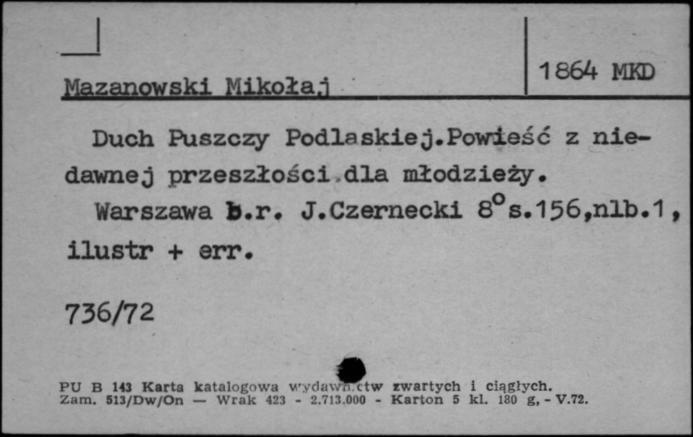 1864 MKD
Mazanowski Mikołaj
Duch Puszczy Podlaskiej.Powieść z nie-
dawnej przeszłości dla młodzieży.
Warszawa b.r. J.Czernecki 8° s.156,nlb.1,
ilustr + err.
736/72
PU B 143 Karta katalogowa wydawnictw zwartych i ciągłych.
Zam. 513/Dw/On — Wrak 423 - 2.713.000 - Karton 5 kl. 180 g, - V.72.